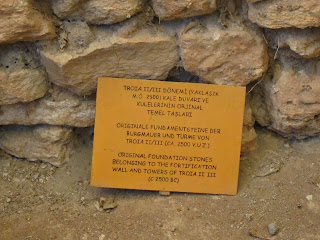 TROIA II/III DÖNEMİ (YAKLAŞIK
M.Ö. 2500) KALE DUVARI VE
KULELERİNİN ORJİNAL
TEMEL TAŞLARI
ORIGINALE FUNDAMENTSTEINE DER
BURGMAUER UND TÜRME VON
TROIA II/III (CA. 2500 V.U.Z.)
ORIGINAL FOUNDATION STONES
BELONGING TO THE FORTIFICATION
WALL AND TOWERS OF TROIA II III
(C 2500 BC)